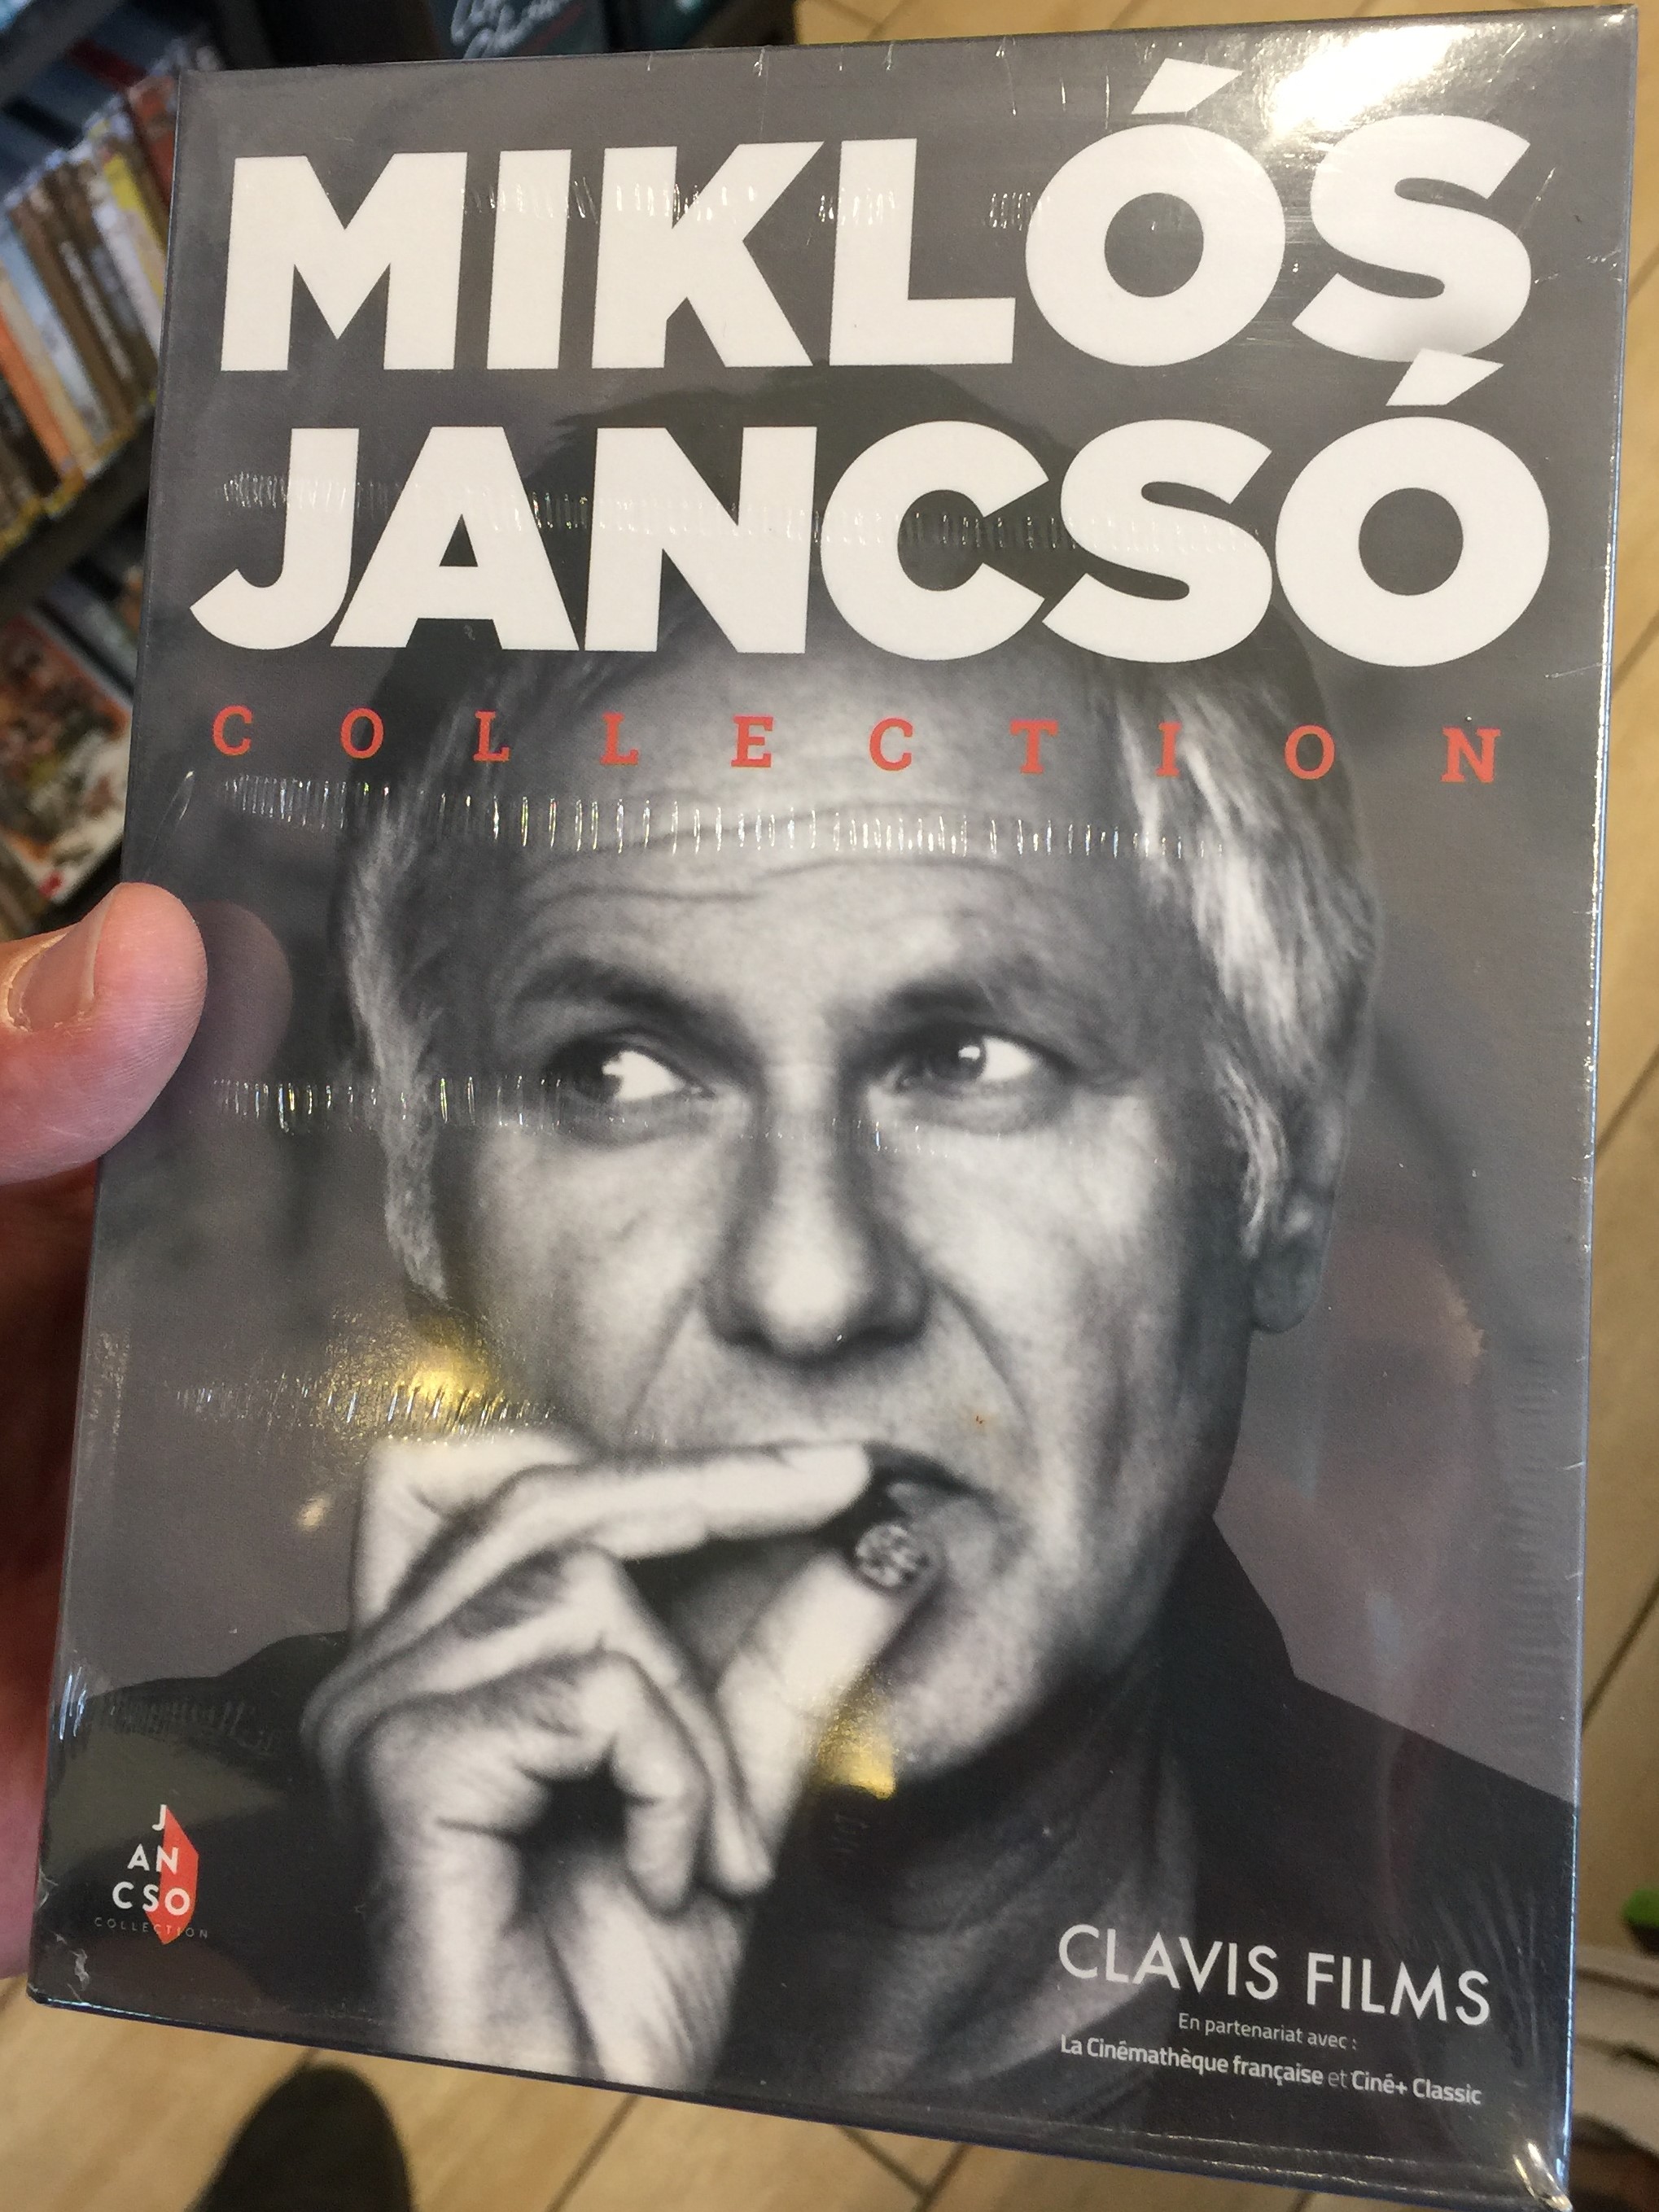 MIKLÓS
JANCSÓ
COLLECTION
J
AN
CSO
COLLECTION
CLAVIS FILMS
En partenariat avec :
La Cinémathèque française et Ciné+ Classic